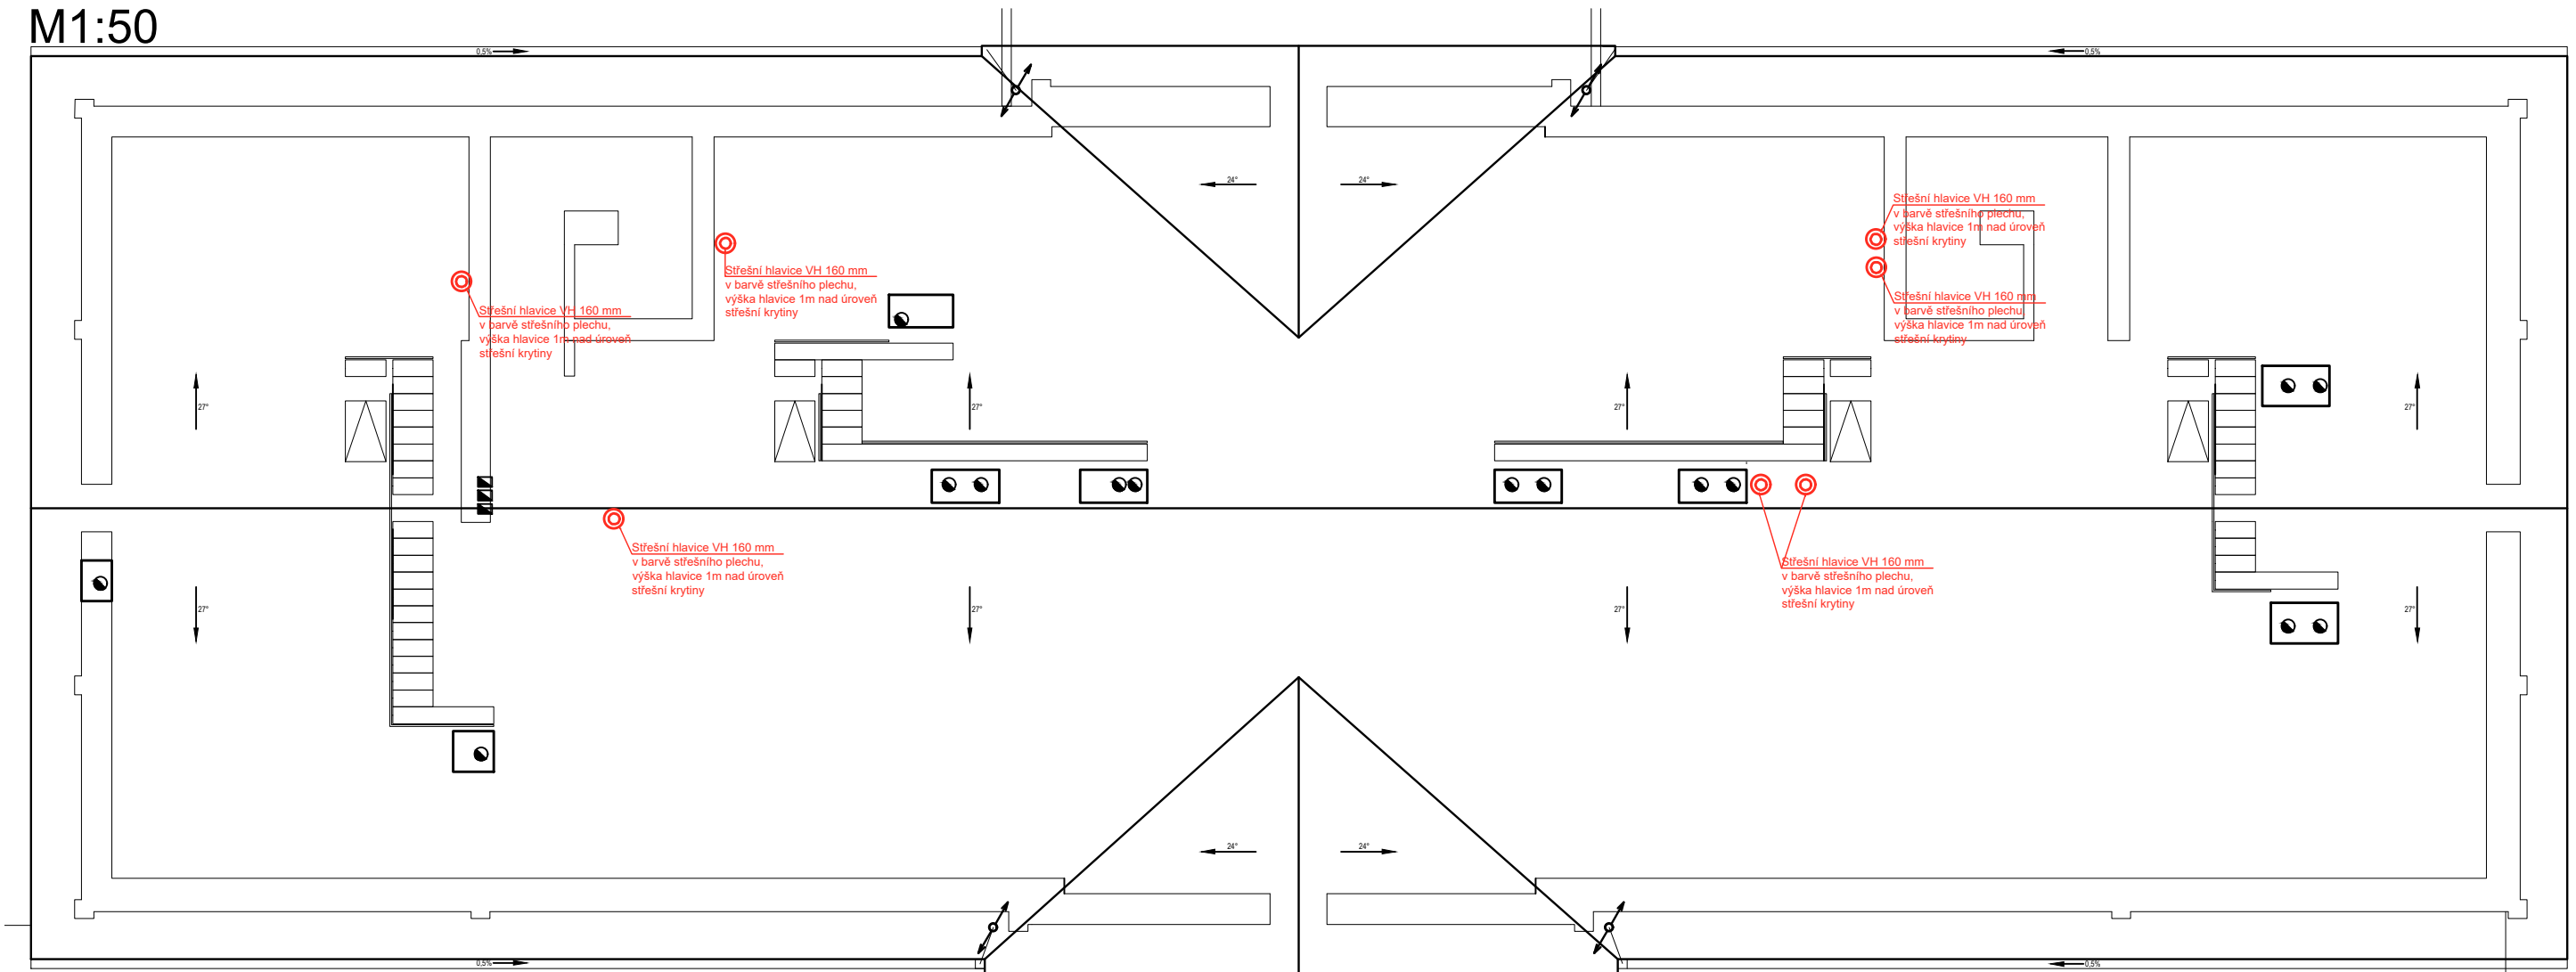 M1:50
0,5%
0,5%
24°
24°
Střešní hlavice VH 160 mm
v barvě střešního plechu,
výška hlavice 1m nad úroveň
střešní krytiny
Střešní hlavice VH 160 mm
v barvě střešního plechu,
výška hlavice 1m nad úroveň
střešní krytiny
Střešní hlavice VH 160 mm
v barvě střešního plechu,
výška hlavice 1m nad úroveň
střešní krytiny
Střešní hlavice VH 160 mm
v barvě střešního plechu,
výška hlavice 1m nad úroveň
střešní krytiny
27°
27°
27°
27°
Střešní hlavice VH 160 mm
v barvě střešního plechu,
výška hlavice 1m nad úroveň
střešní krytiny
Střešní hlavice VH 160 mm
v barvě střešního plechu,
výška hlavice 1m nad úroveň
střešní krytiny
27°
27°
27°
27°
24°
24°
0,5%
0,5%